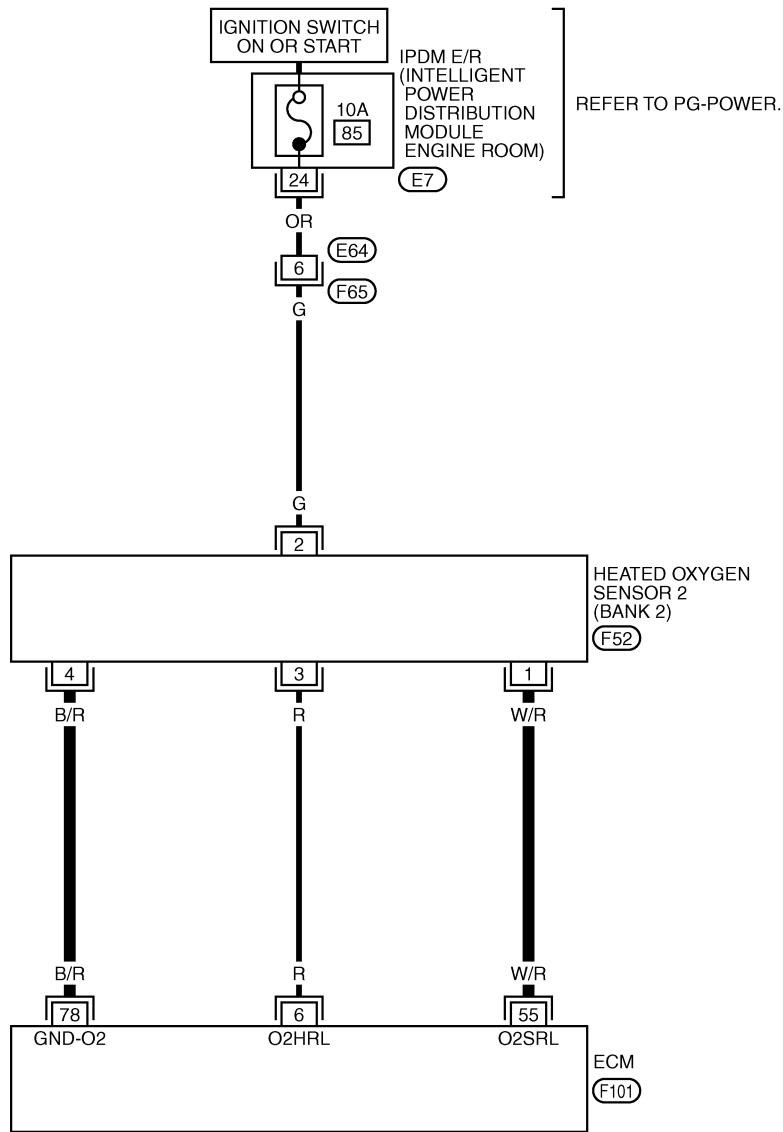 IGNITION SWITCH
ON OR START
IPDM E/R
(INTELLIGENT
POWER
DISTRIBUTION
MODULE
ENGINE ROOM)
REFER TO PG-POWER.
10A
85
24
E7
OR
E64
6
F65
G
G
2
HEATED OXYGEN
SENSOR 2
(BANK 2)
F52
4 3 1
B/R R W/R
B/R R W/R
78 6 55
GND-O2 O2HRL O2SRL
ECM
F101